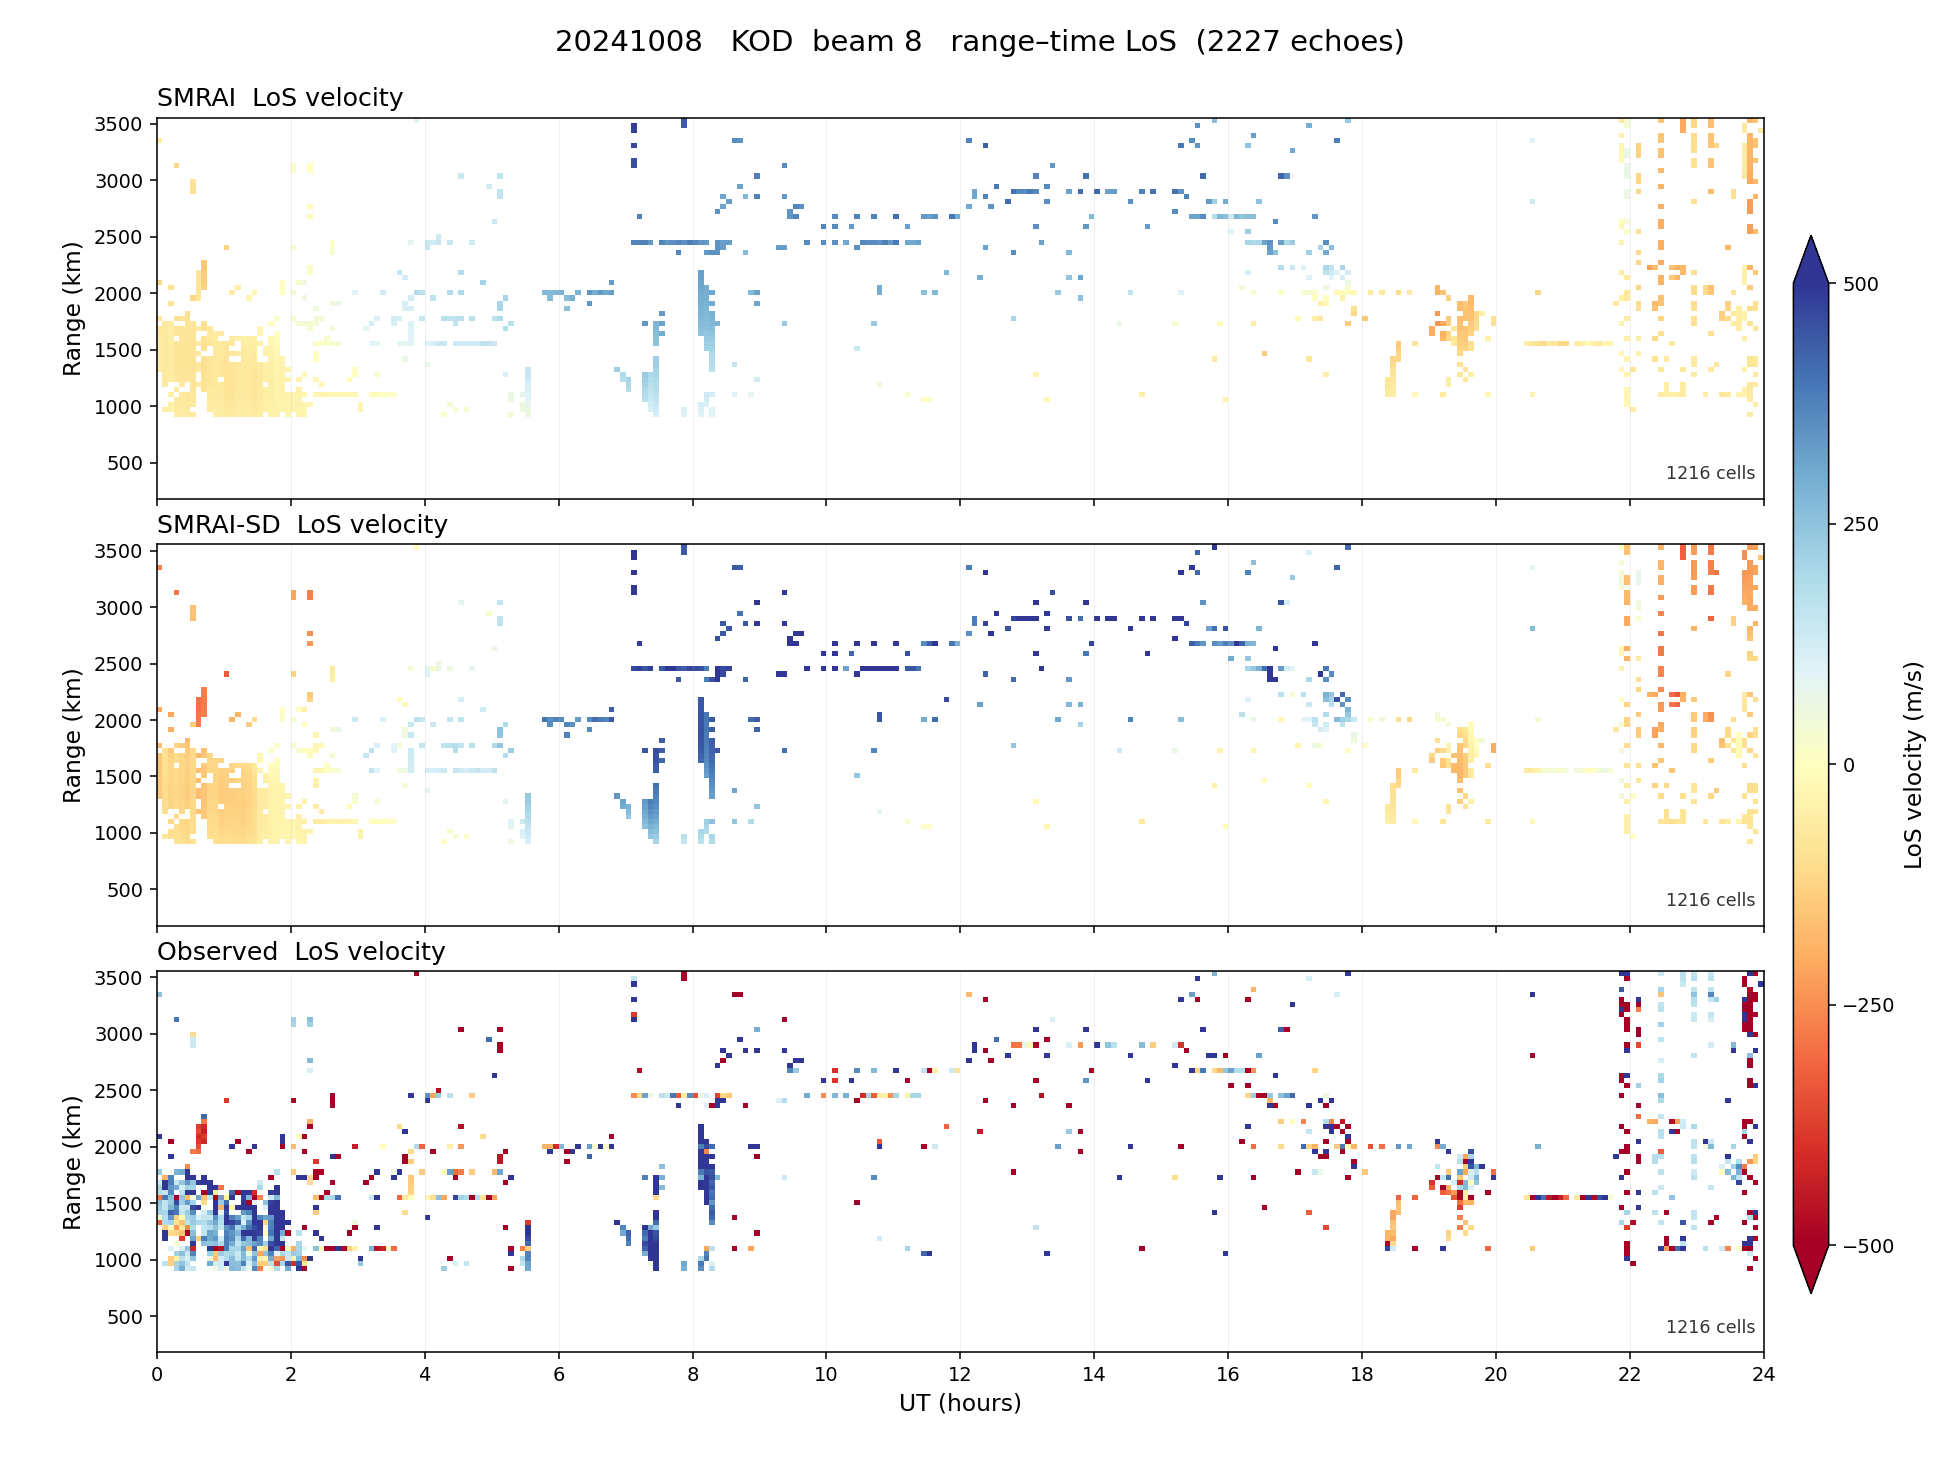 20241008   KOD  beam 8   range–time LoS  (2227 echoes)
SMRAI  LoS velocity
3500
3000
2500
2000
1500
1000
500
Range (km)
1216 cells
SMRAI-SD  LoS velocity
3500
3000
2500
2000
1500
1000
500
Range (km)
1216 cells
Observed  LoS velocity
3500
3000
2500
2000
1500
1000
500
Range (km)
1216 cells
0 2 4 6 8 10 12 14 16 18 20 22 24
UT (hours)
500
250
0
−250
−500
LoS velocity (m/s)